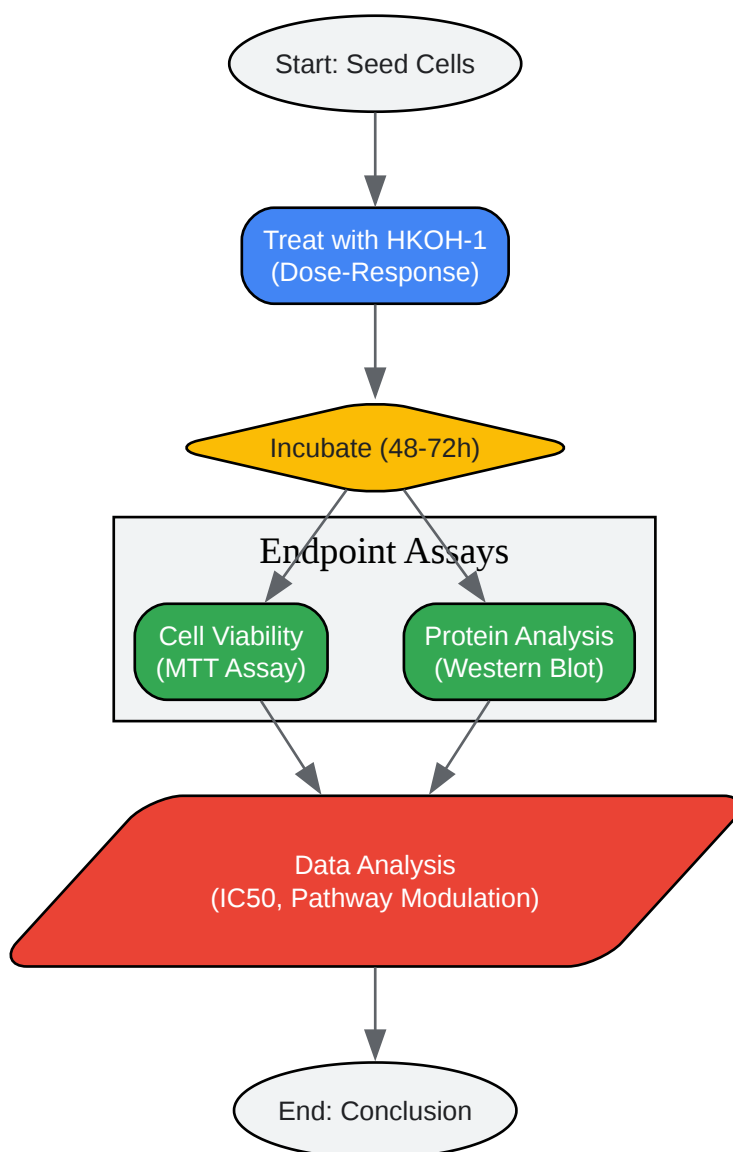 Start: Seed Cells
Treat with HKOH-1
(Dose-Response)
Incubate (48-72h)
Endpoint Assays
Cell Viability
(MTT Assay)
Protein Analysis
(Western Blot)
Data Analysis
(IC50, Pathway Modulation)
End: Conclusion